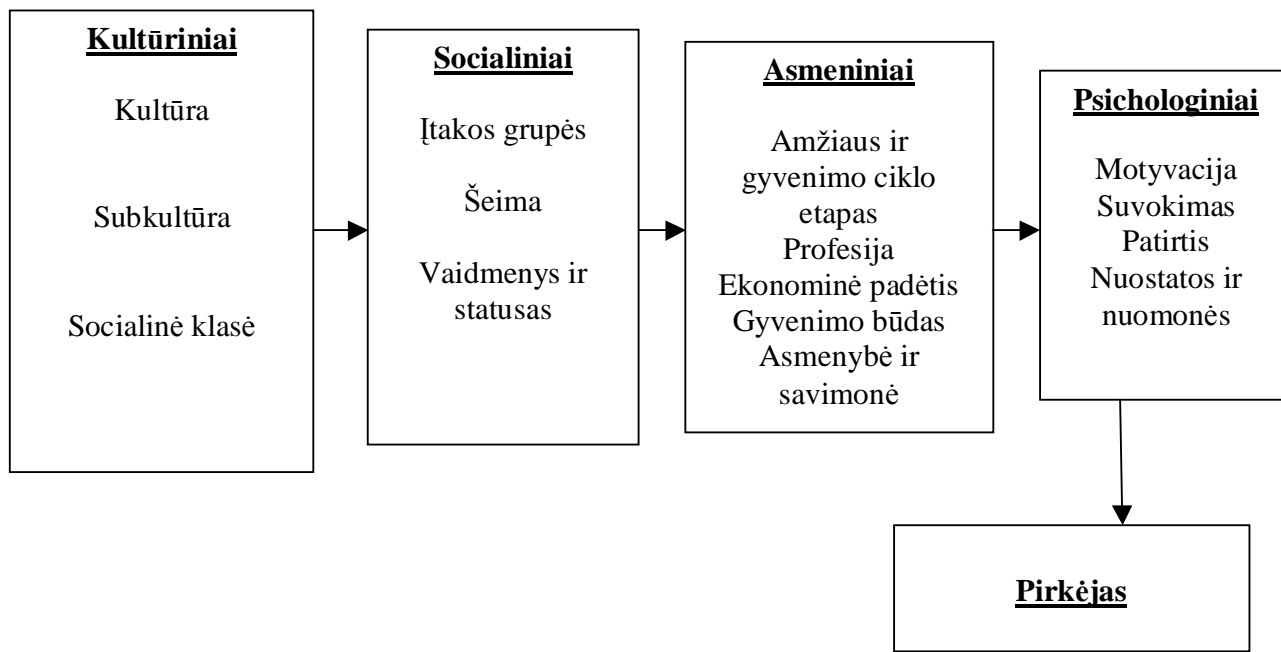 Kultūriniai
Kultūra
Subkultūra
Socialinė klasė
Socialiniai
Įtakos grupės
Šeima
Vaidmenys ir
statusas
Asmeniniai
Amžiaus ir
gyvenimo ciklo
etapas
Profesija
Ekonominė padėtis
Gyvenimo būdas
Asmenybė ir
savimonė
Psichologiniai
Motyvacija
Suvokimas
Patirtis
Nuostatos ir
nuomonės
Pirkėjas